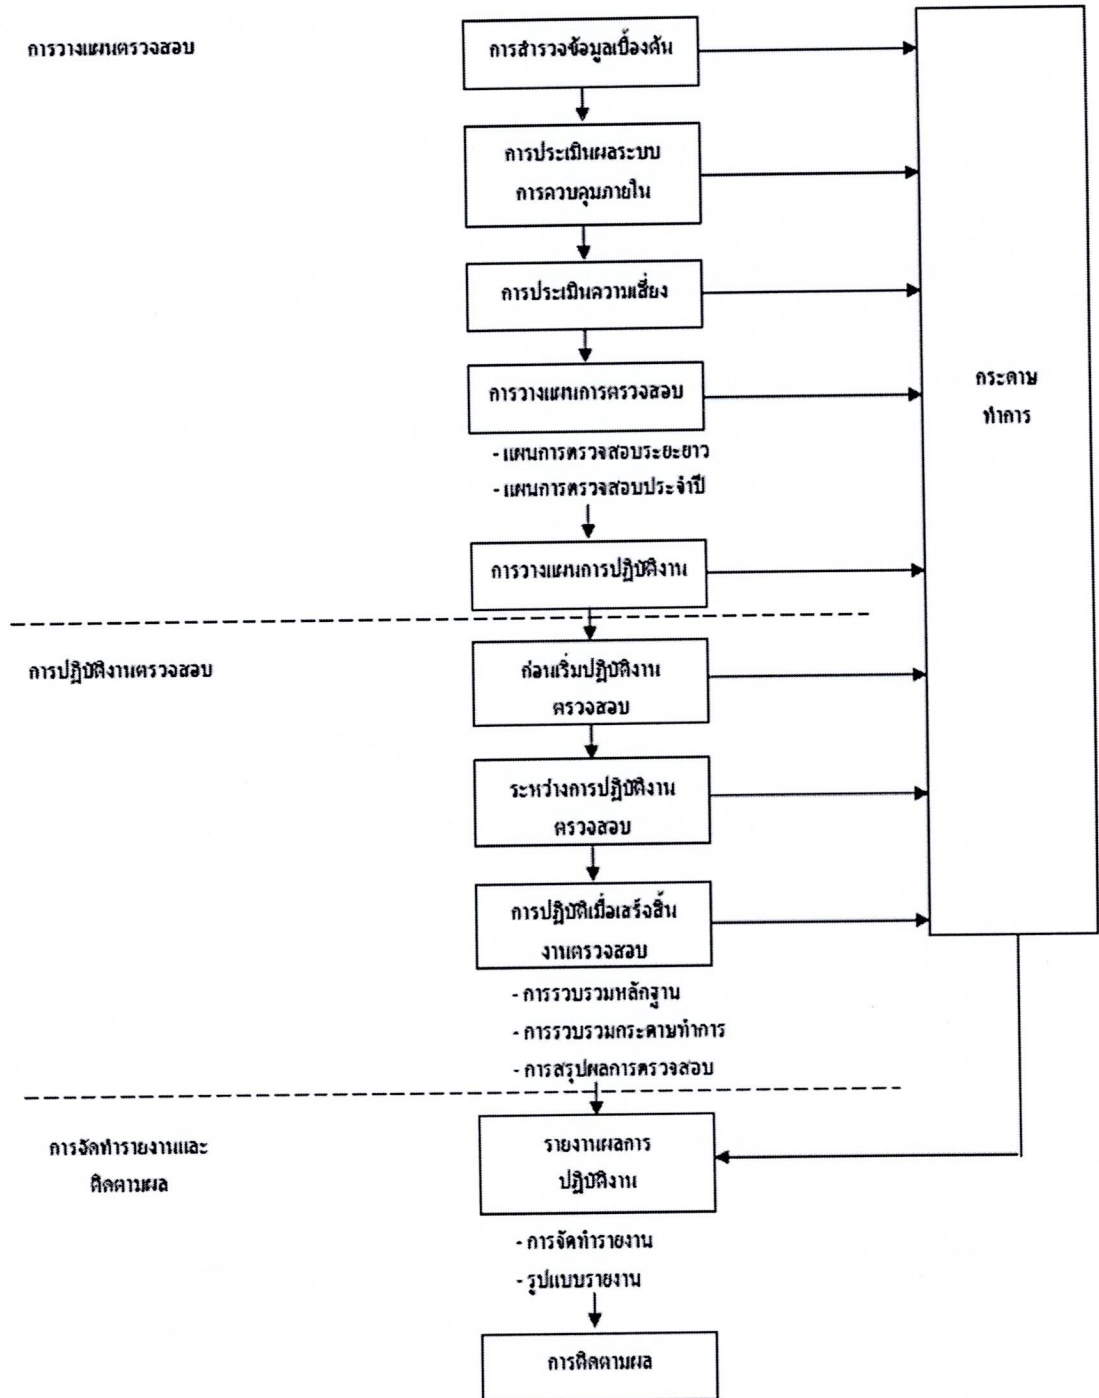 การวางแผนตรวจสอบ
การสำรวจข้อมูลเบื้องต้น
การประเมินผลระบบ
การควบคุมภายใน
การประเมินความเสี่ยง
การวางแผนการตรวจสอบ
- แผนการตรวจสอบระยะยาว
- แผนการตรวจสอบประจำปี
การวางแผนการปฏิบัติงาน
กระดาษ
ทำการ
การปฏิบัติงานตรวจสอบ
ก่อนเริ่มปฏิบัติงาน
ตรวจสอบ
ระหว่างการปฏิบัติงาน
ตรวจสอบ
การปฏิบัติเมื่อเสร็จสิ้น
งานตรวจสอบ
- การรวบรวมหลักฐาน
- การรวบรวมกระดาษทำการ
- การสรุปผลการตรวจสอบ
การจัดทำรายงานและ
ติดตามผล
รายงานผลการ
ปฏิบัติงาน
- การจัดทำรายงาน
- รูปแบบรายงาน
การติดตามผล